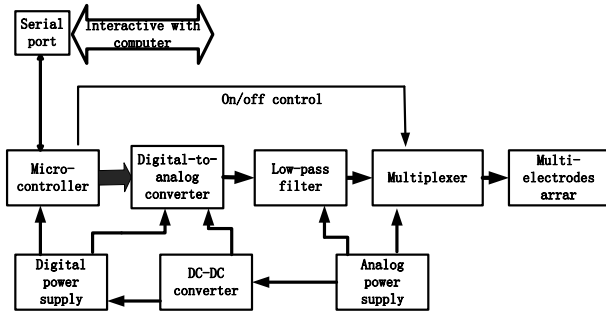 Serial
port
Interactive with
computer
On/off control
Micro-
controller
Digital-to-
analog
converter
Low-pass
filter
Multiplexer
Multi-
electrodes
arrar
Digital
power
supply
DC-DC
converter
Analog
power
supply